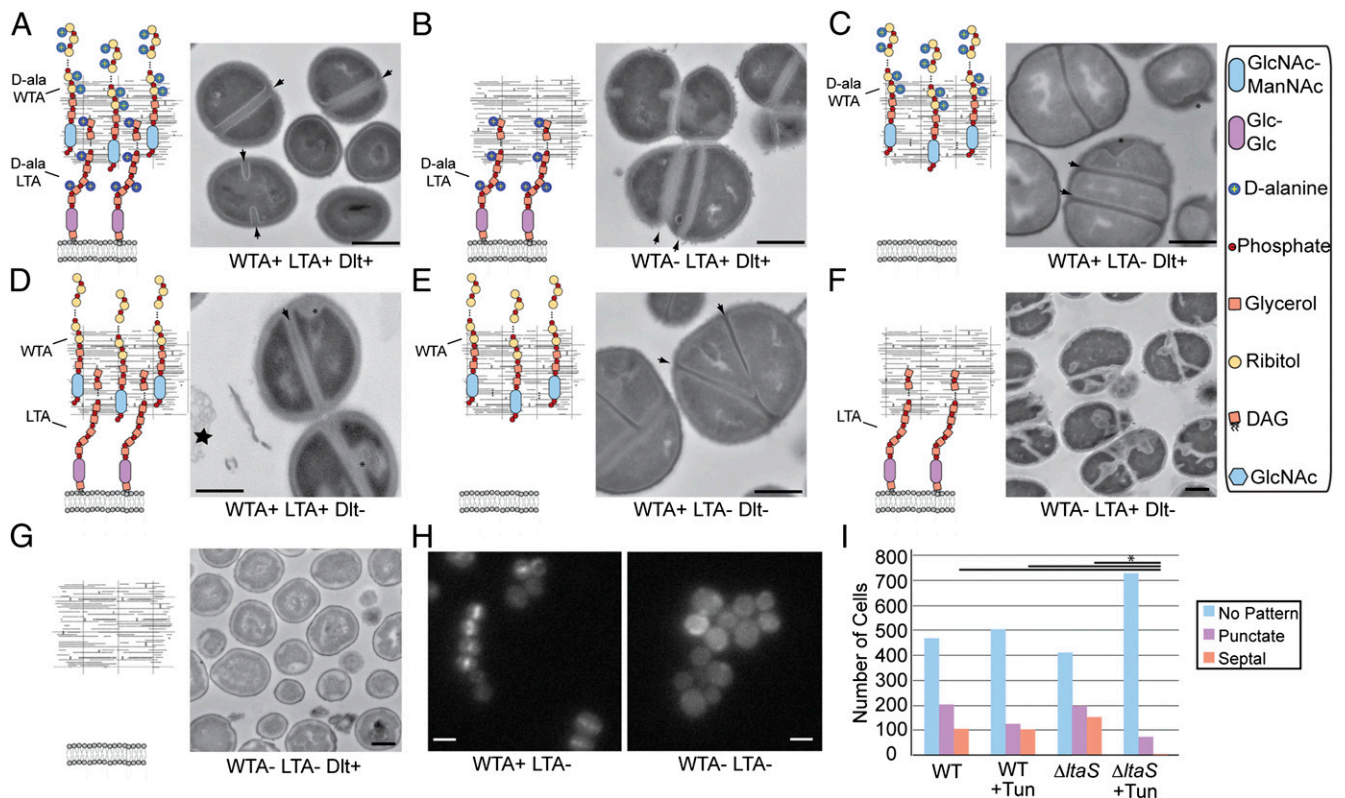 A
D-ala
WTA
D-ala
LTA
WTA+ LTA+ Dlt+
B
D-ala
LTA
WTA- LTA+ Dlt+
C
D-ala
WTA
*
*
WTA+ LTA- Dlt+
GlcNAc-
ManNAc
Glc-
Glc
D-alanine
Phosphate
Glycerol
Ribitol
DAG
GlcNAc
D
WTA
LTA
*
*
WTA+ LTA+ Dlt-
E
WTA
WTA+ LTA- Dlt-
F
LTA
WTA- LTA+ Dlt-
G
WTA- LTA- Dlt+
H
WTA+ LTA-
WTA- LTA-
I
Number of Cells
800
700
600
500
400
300
200
100
0
*
WT
WT
+Tun
ΔltaS
ΔltaS
+Tun
No Pattern
Punctate
Septal